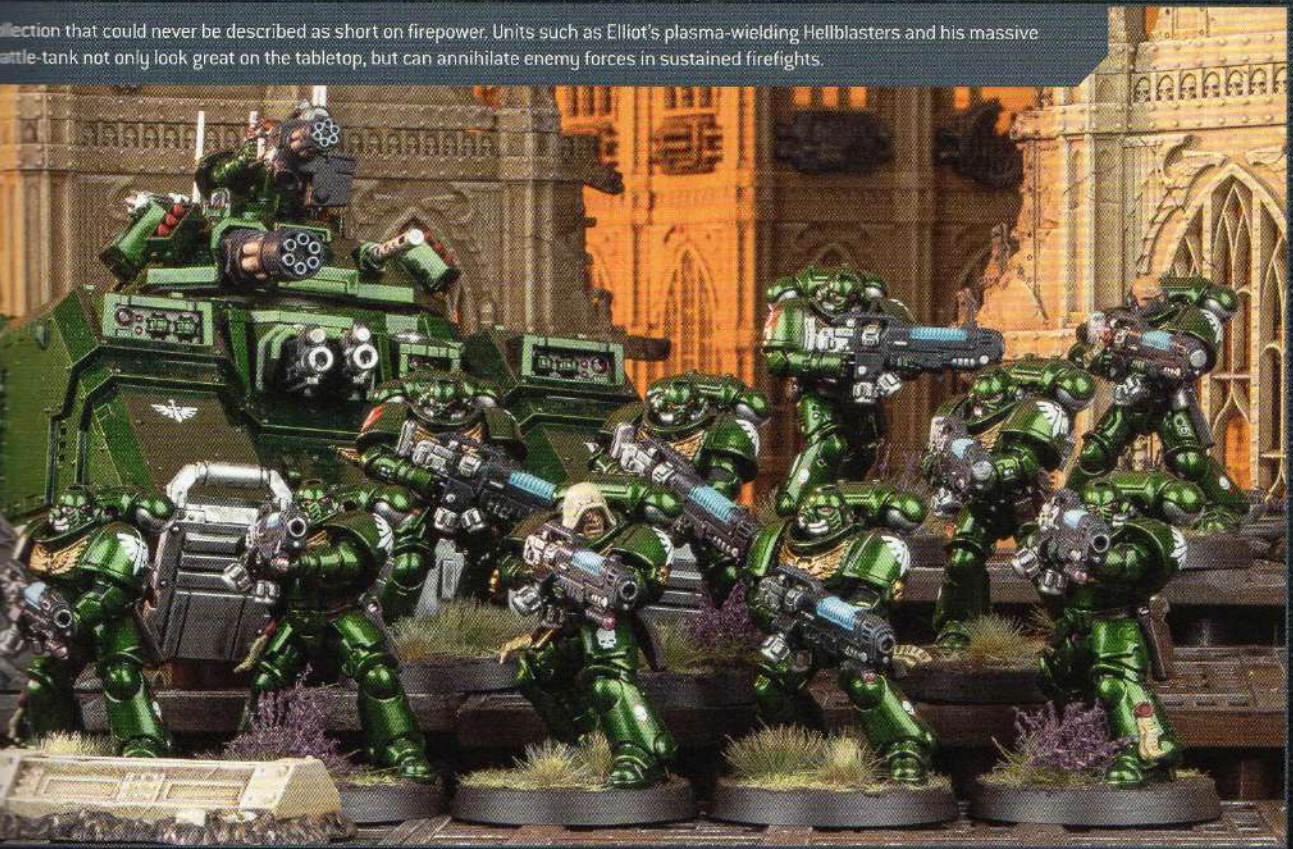 ollection that could never be described as short on firepower. Units such as Elliot's plasma-wielding Hellblasters and his massive
attle-tank not only look great on the tabletop, but can annihilate enemy forces in sustained firefights.